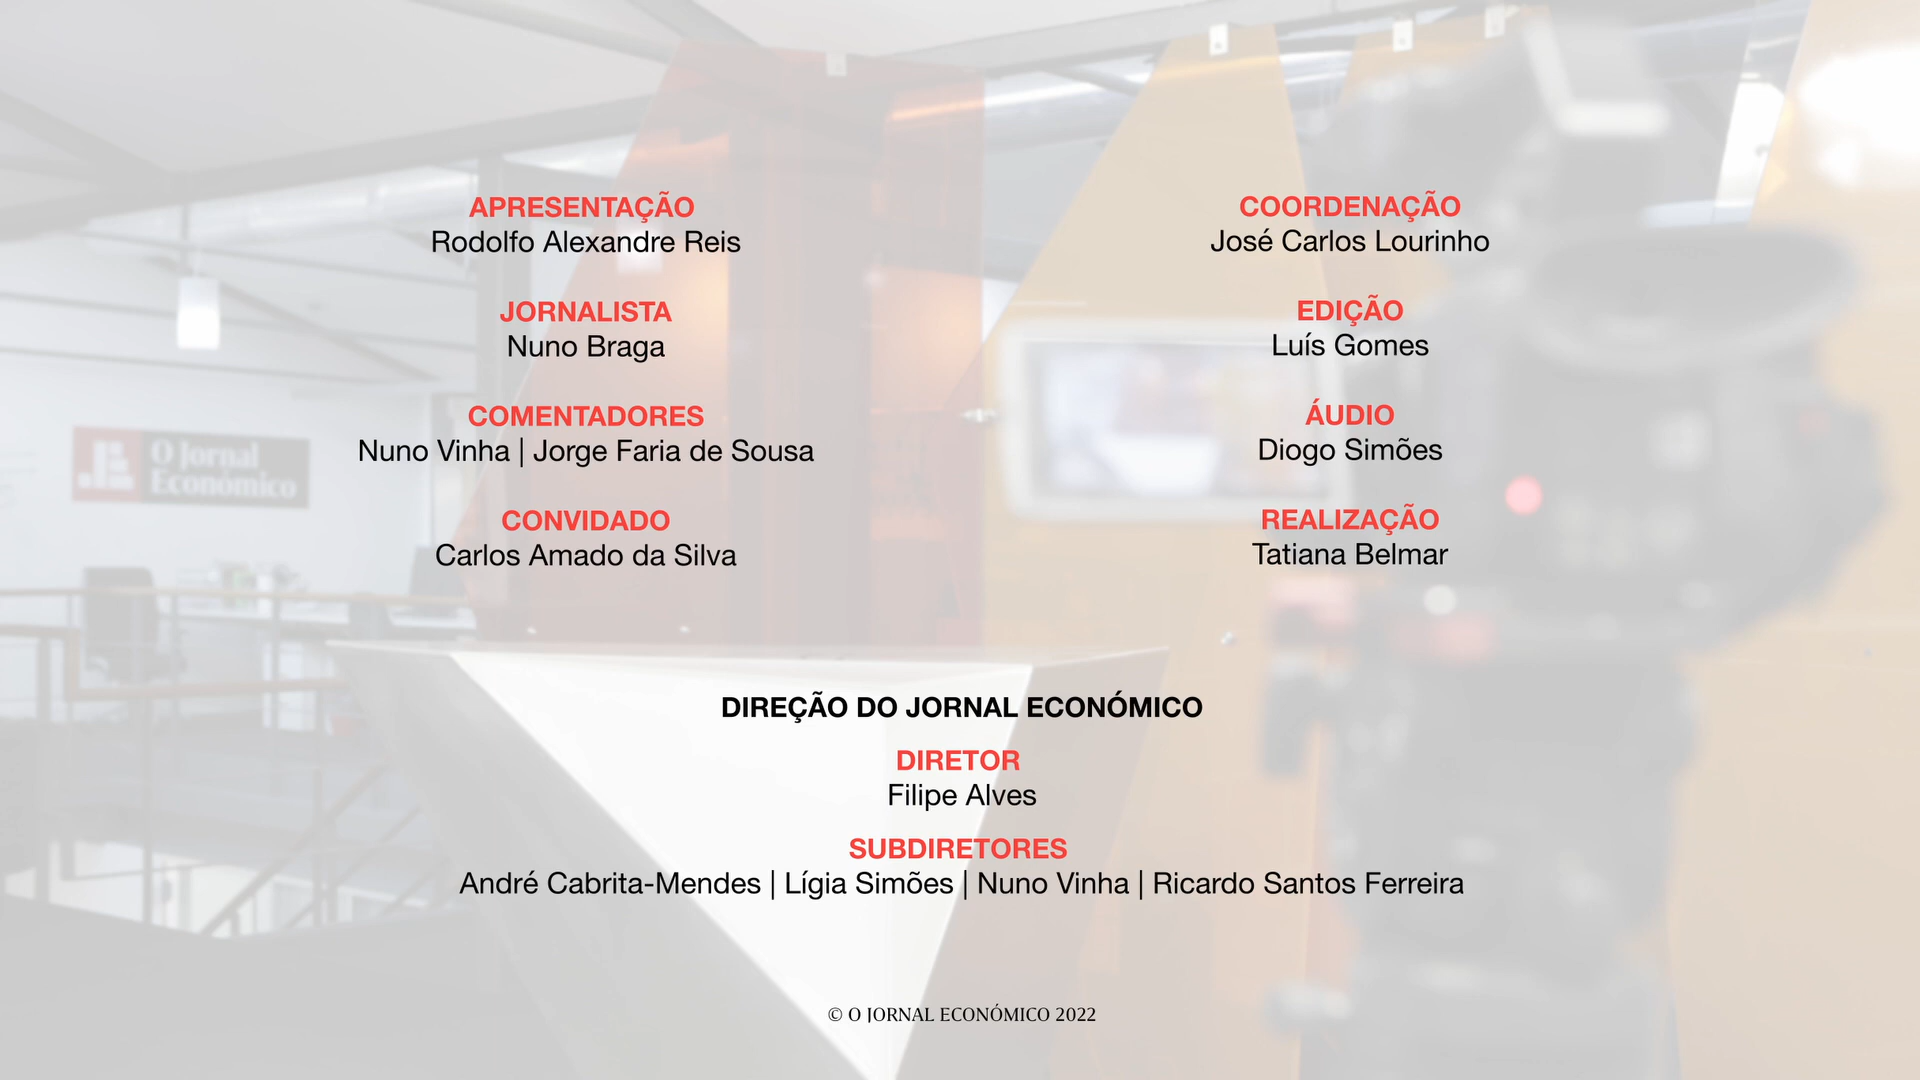 APRESENTAÇÃO
Rodolfo Alexandre Reis
JORNALISTA
Nuno Braga
COMENTADORES
Nuno Vinha | Jorge Faria de Sousa
CONVIDADO
Carlos Amado da Silva
COORDENAÇÃO
José Carlos Lourinho
EDIÇÃO
Luís Gomes
ÁUDIO
Diogo Simões
REALIZAÇÃO
Tatiana Belmar
O Jornal
Económico
DIREÇÃO DO JORNAL ECONÓMICO
DIRETOR
Filipe Alves
SUBDIRETORES
André Cabrita-Mendes | Lígia Simões | Nuno Vinha | Ricardo Santos Ferreira
© O JORNAL ECONÓMICO 2022